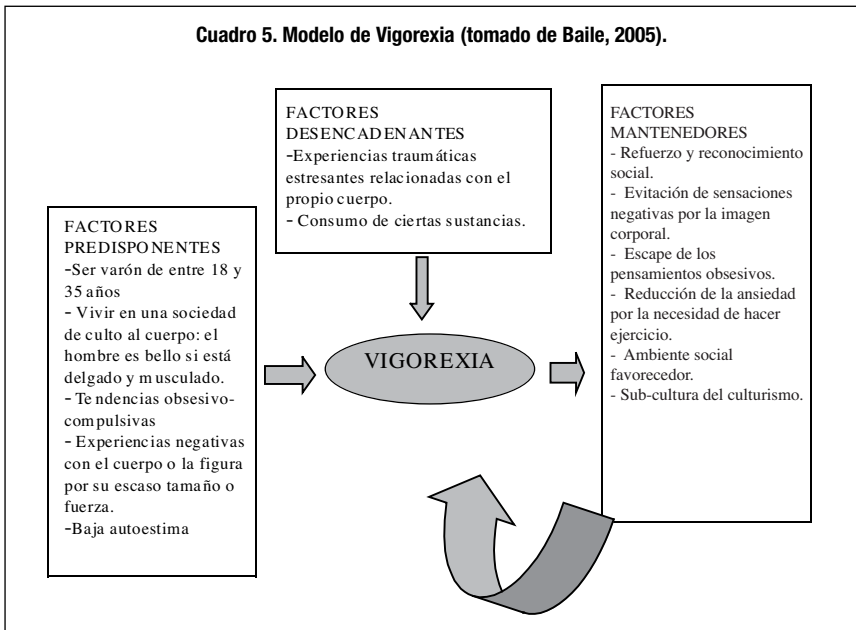 Cuadro 5. Modelo de Vigorexia (tomado de Baile, 2005).
FACTORES
PREDISPONENTES
-Ser varón de entre 18 y
35 años
- Vivir en una sociedad
de culto al cuerpo: el
hombre es bello si está
delgado y musculado.
- Tendencias obsesivo-
compulsivas
- Experiencias negativas
con el cuerpo o la figura
por su escaso tamaño o
fuerza.
-Baja autoestima
FACTORES
DESENCADENANTES
-Experiencias traumáticas
estresantes relacionadas con el
propio cuerpo.
- Consumo de ciertas sustancias.
VIGOREXIA
FACTORES
MANTENEDORES
- Refuerzo y reconocimiento
social.
- Evitación de sensaciones
negativas por la imagen
corporal.
- Escape de los
pensamientos obsesivos.
- Reducción de la ansiedad
por la necesidad de hacer
ejercicio.
- Ambiente social
favorecedor.
- Sub-cultura del culturismo.